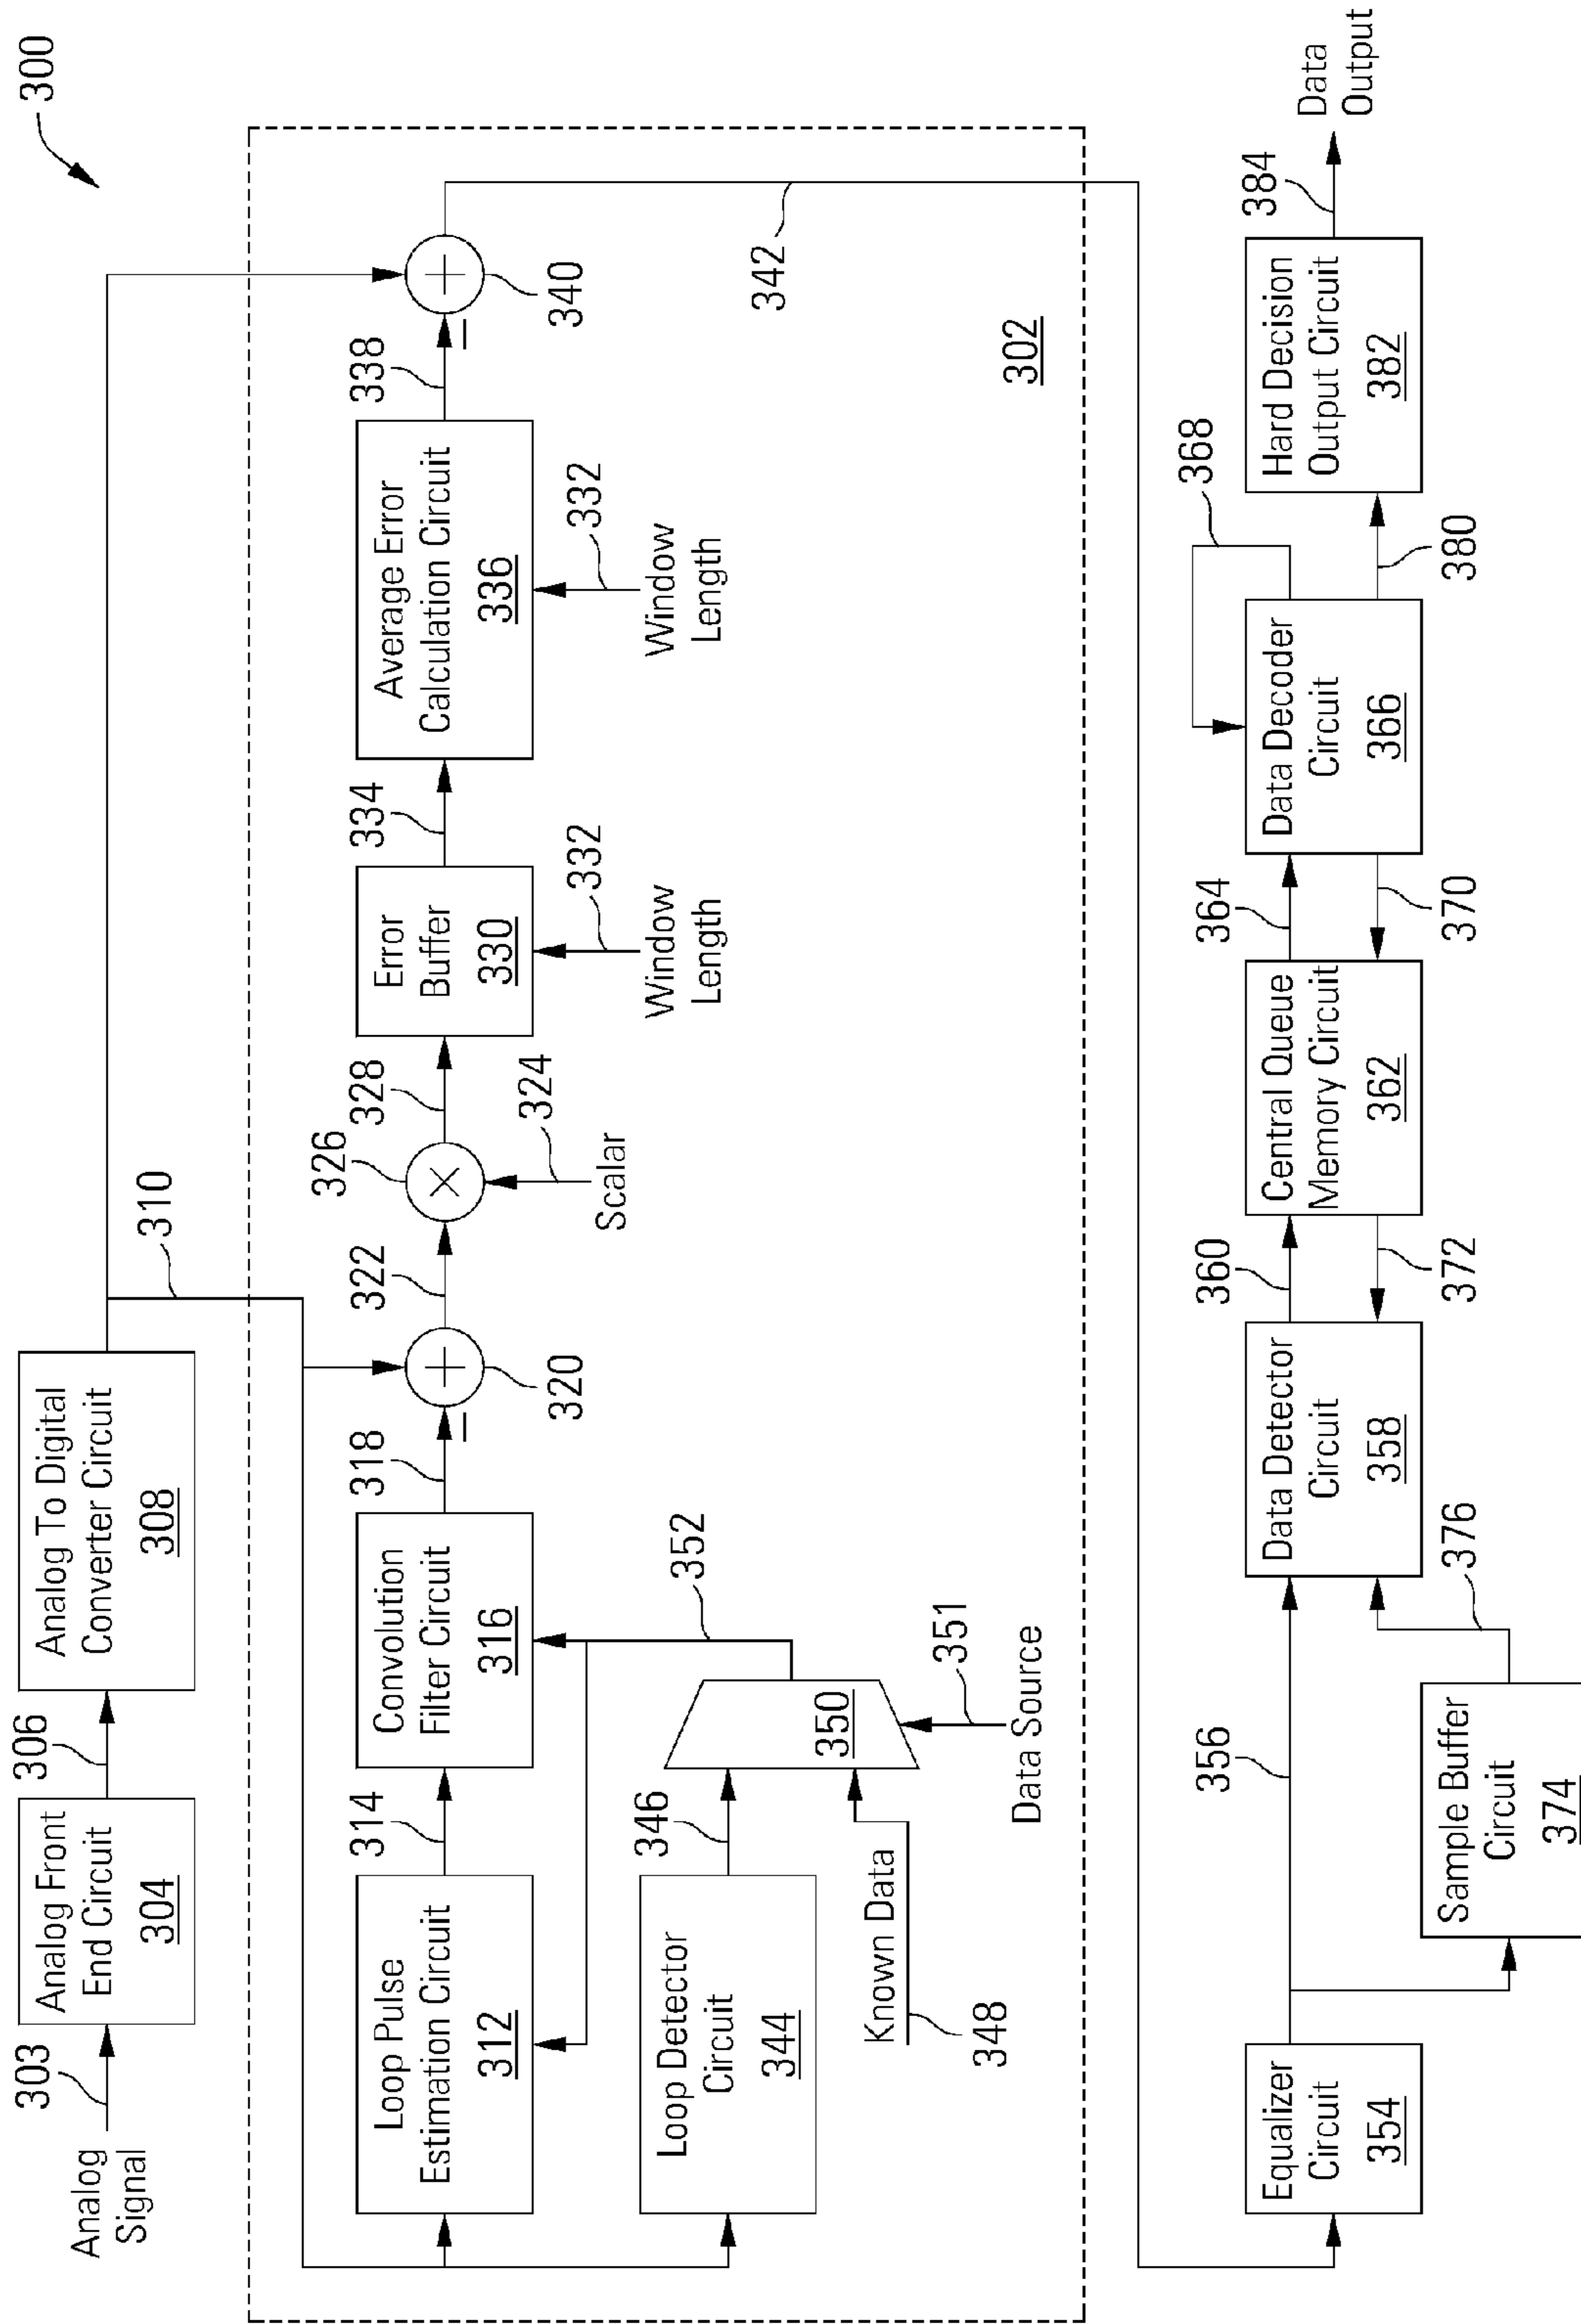 300
Analog
Signal
303
Analog Front
End Circuit
304
306
Analog To Digital
Converter Circuit
308
310
Loop Pulse
Estimation Circuit
312
314
Convolution
Filter Circuit
316
318
320
322
326
Scalar
324
328
Error
Buffer
330
332
Window
Length
334
Average Error
Calculation Circuit
336
332
Window
Length
338
340
342
302
Loop Detector
Circuit
344
346
Known Data
348
350
351
Data Source
352
Equalizer
Circuit
354
356
Sample Buffer
Circuit
374
376
Data Detector
Circuit
358
360
372
Central Queue
Memory Circuit
362
364
370
Data Decoder
Circuit
366
368
380
Hard Decision
Output Circuit
382
384
Data
Output